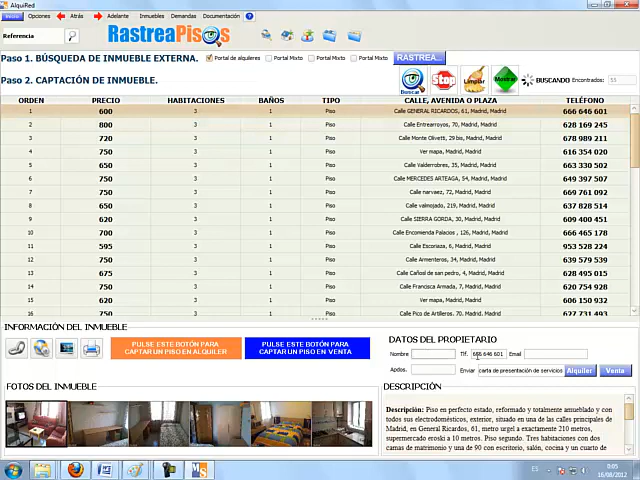 AlquiRed
Inicio Opciones Atrás Adelante Inmuebles Demandas Documentación ?
Referencia
RastreaPisos
Paso 1. BÚSQUEDA DE INMUEBLE EXTERNA. Portal de alquileres Portal Mixto Portal Mixto Portal Mixto RASTREA...
Paso 2. CAPTACIÓN DE INMUEBLE. Buscar Stop Limpiar Mostrar BUSCANDO Encontrados: 55
ORDEN PRECIO HABITACIONES BAÑOS TIPO CALLE, AVENIDA O PLAZA TELÉFONO
1 600 3 1 Piso Calle GENERAL RICARDOS, 61, Madrid, Madrid 666 646 601
2 800 3 1 Piso Calle Entrearroyos, 70, Madrid, Madrid 628 169 245
3 720 3 1 Piso Calle Monte Olivetti, 29 bis, Madrid, Madrid 678 989 211
4 750 3 1 Piso Ver mapa, Madrid, Madrid 616 354 020
5 650 3 1 Piso Calle Valderrobres, 35, Madrid, Madrid 663 330 502
6 750 3 1 Piso Calle MERCEDES ARTEAGA, 54, Madrid, Madrid 649 397 507
7 750 3 1 Piso Calle narvaez, 72, Madrid, Madrid 669 761 092
8 650 3 1 Piso Calle valmojado, 219, Madrid, Madrid 637 828 514
9 620 3 1 Piso Calle SIERRA GORDA, 30, Madrid, Madrid 609 400 451
10 700 3 1 Piso Calle Encomienda Palacios , 126, Madrid, Madrid 666 465 178
11 595 3 1 Piso Calle Escoriaza, 6, Madrid, Madrid 953 528 224
12 750 3 1 Piso Calle Armenteros, 34, Madrid, Madrid 639 579 539
13 675 3 1 Piso Calle Cañosl de san pedro, 4, Madrid, Madrid 628 495 015
14 750 3 1 Piso Calle Francisca Armada, 7, Madrid, Madrid 620 754 928
15 620 3 1 Piso Ver mapa, Madrid, Madrid 606 150 932
16 750 3 1 Piso Calle Pico de Artilleros, 70, Madrid, Madrid 627 731 493
INFORMACIÓN DEL INMUEBLE
PULSE ESTE BOTÓN PARA
CAPTAR UN PISO EN ALQUILER
PULSE ESTE BOTÓN PARA
CAPTAR UN PISO EN VENTA
DATOS DEL PROPIETARIO
Nombre Tlf. 666 646 601 Email
Apdos. Enviar carta de presentación de servicios Alquiler Venta
FOTOS DEL INMUEBLE
DESCRIPCIÓN
Descripción: Piso en perfecto estado, reformado y totalmente amueblado y con
todos sus electrodomésticos, exterior, situado en una de las calles principales de
Madrid, en General Ricardos, 61, metro urgel a exactamente 210 metros,
supermercado eroski a 10 metros. Piso segundo. Tres habitaciones con dos
camas de matrimonio y una de 90 con escritorio, salón, cocina y un cuarto de
ES 0:05
16/08/2012